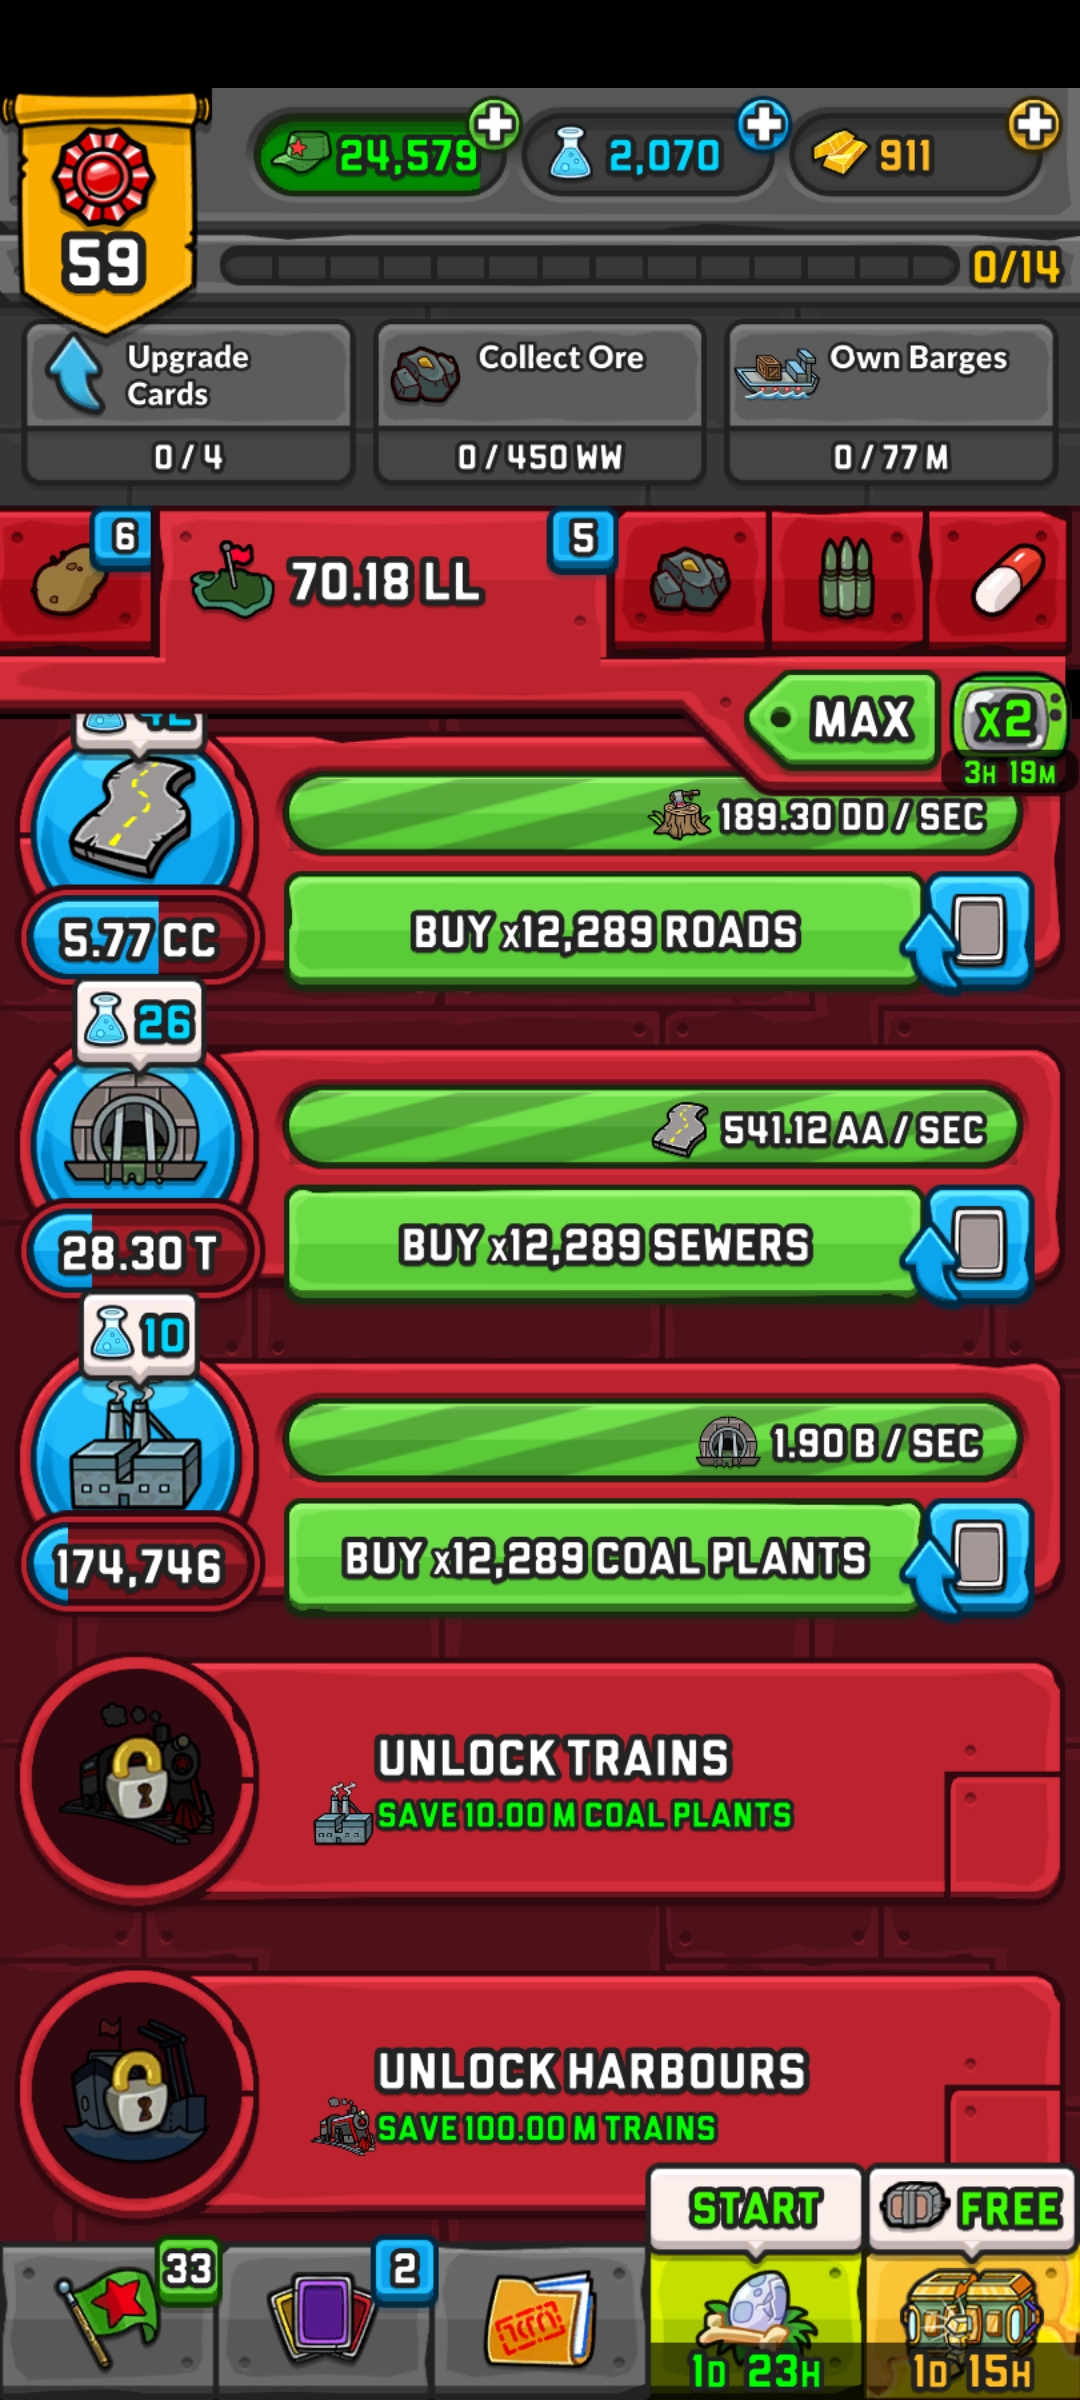 24,579
2,070
911
59
0/14
Upgrade
Cards
0 / 4
Collect Ore
0 / 450 WW
Own Barges
0 / 77 M
6
70.18 LL
5
MAX
x2
3H 19M
42
189.30 DD / SEC
5.77 CC
BUY x12,289 ROADS
26
541.12 AA / SEC
28.30 T
BUY x12,289 SEWERS
10
1.90 B / SEC
174,746
BUY x12,289 COAL PLANTS
UNLOCK TRAINS
SAVE 10.00 M COAL PLANTS
UNLOCK HARBOURS
SAVE 100.00 M TRAINS
START
FREE
33
2
1D 23H
1D 15H